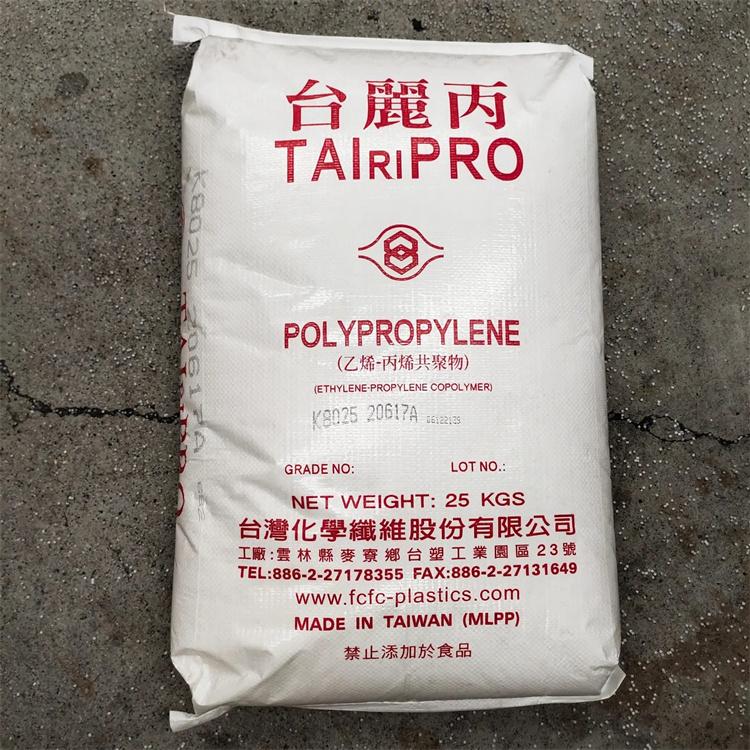 台麗丙
TAIRIPRO
POLYPROPYLENE
(乙烯-丙烯共聚物)
(ETHYLENE-PROPYLENE COPOLYMER)
K8025 20617A
GRADE NO: LOT NO.:
NET WEIGHT: 25 KGS
台灣化學纖維股份有限公司
工廠:雲林縣麥寮鄉台塑工業園區23號
TEL:886-2-27178355 FAX:886-2-27131649
www.fcfc-plastics.com
MADE IN TAIWAN (MLPP)
禁止添加於食品
K8025 20617A